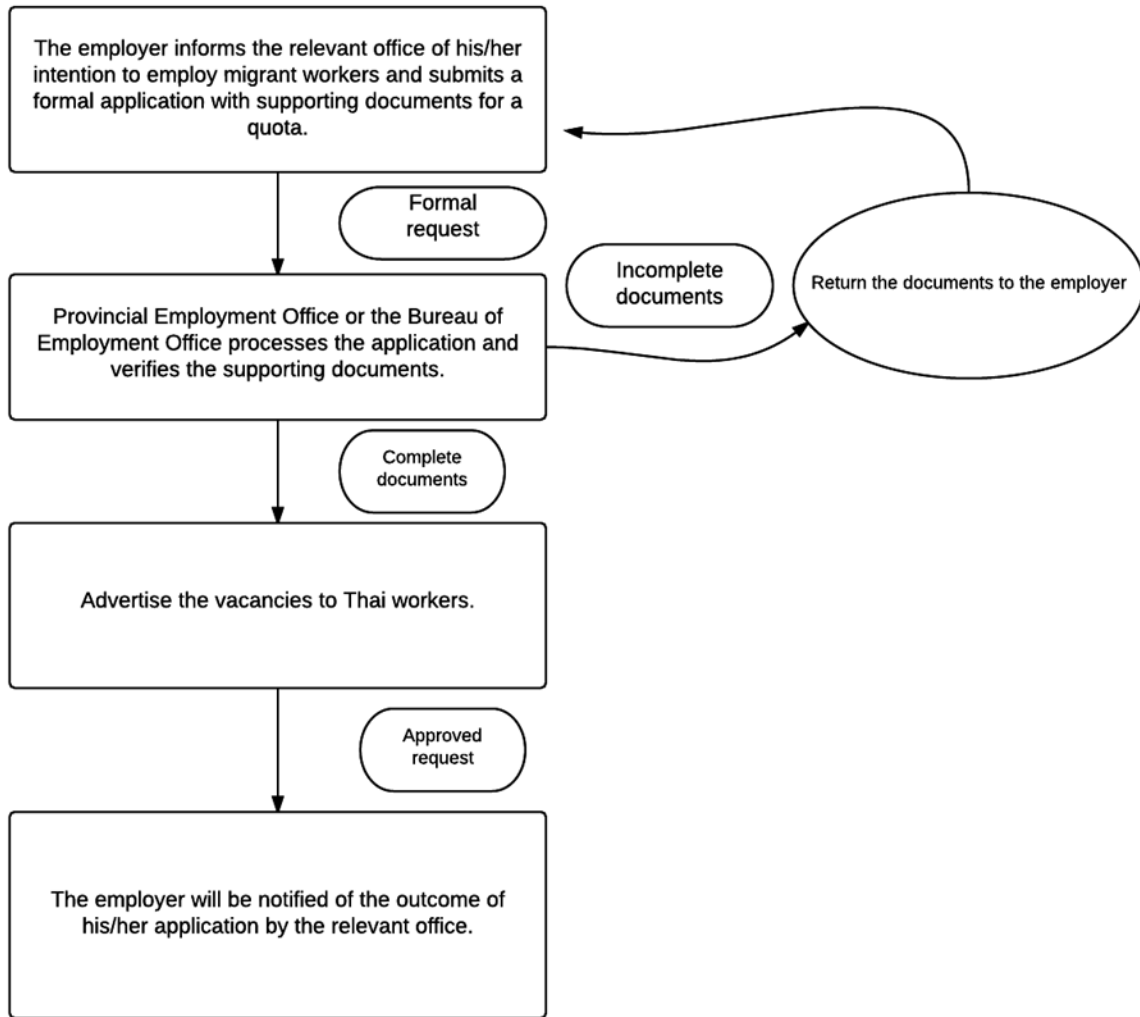 The employer informs the relevant office of his/her
intention to employ migrant workers and submits a
formal application with supporting documents for a
quota.
Formal
request
Incomplete
documents
Return the documents to the employer
Provincial Employment Office or the Bureau of
Employment Office processes the application and
verifies the supporting documents.
Complete
documents
Advertise the vacancies to Thai workers.
Approved
request
The employer will be notified of the outcome of
his/her application by the relevant office.